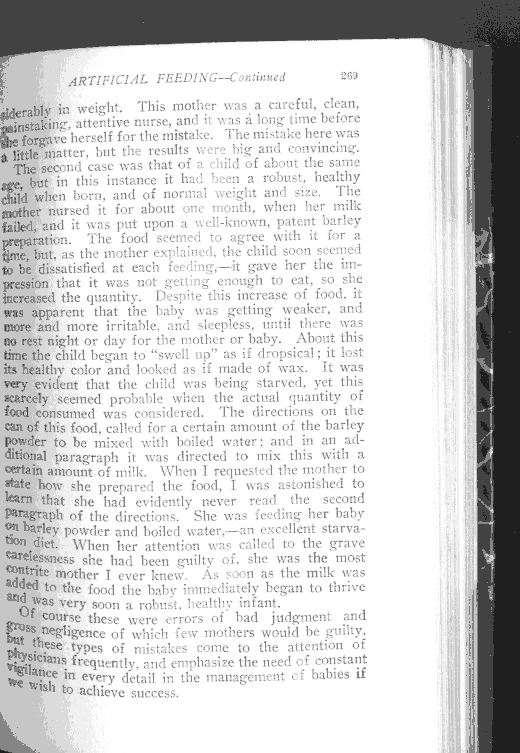 ARTIFICIAL FEEDING—Continued 269
siderably in weight. This mother was a careful, clean,
painstaking, attentive nurse, and it was a long time before
she forgave herself for the mistake. The mistake here was
a little matter, but the results were big and convincing.
The second case was that of a child of about the same
age, but in this instance it had been a robust, healthy
child when born, and of normal weight and size. The
mother nursed it for about one month, when her milk
failed, and it was put upon a well-known, patent barley
preparation. The food seemed to agree with it for a
time, but, as the mother explained, the child soon seemed
to be dissatisfied at each feeding,—it gave her the im-
pression that it was not getting enough to eat, so she
increased the quantity. Despite this increase of food, it
was apparent that the baby was getting weaker, and
more and more irritable, and sleepless, until there was
no rest night or day for the mother or baby. About this
time the child began to "swell up" as if dropsical; it lost
its healthy color and looked as if made of wax. It was
very evident that the child was being starved, yet this
scarcely seemed probable when the actual quantity of
food consumed was considered. The directions on the
can of this food, called for a certain amount of the barley
powder to be mixed with boiled water; and in an ad-
ditional paragraph it was directed to mix this with a
certain amount of milk. When I requested the mother to
state how she prepared the food, I was astonished to
learn that she had evidently never read the second
paragraph of the directions. She was feeding her baby
on barley powder and boiled water,—an excellent starva-
tion diet. When her attention was called to the grave
carelessness she had been guilty of, she was the most
contrite mother I ever knew. As soon as the milk was
added to the food the baby immediately began to thrive
and was very soon a robust, healthy infant.
Of course these were errors of bad judgment and
gross negligence of which few mothers would be guilty,
but these types of mistakes come to the attention of
physicians frequently, and emphasize the need of constant
vigilance in every detail in the management of babies if
we wish to achieve success.